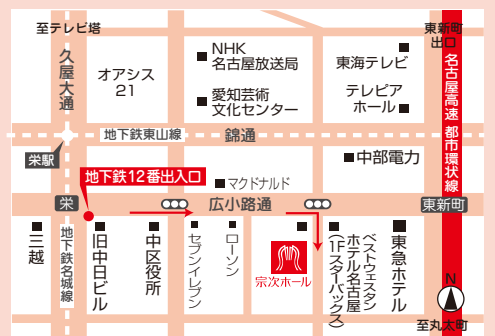 至テレビ塔
東新町
出口
久屋大通
オアシス
21
NHK
名古屋放送局
愛知芸術
文化センター
東海テレビ
テレピア
ホール
名古屋高速 都市環状線
地下鉄東山線
錦通
栄駅
中部電力
地下鉄12番出入口
マクドナルド
栄
広小路通
東新町
三越
地下鉄名城線
旧中日ビル
中区役所
セブンイレブン
ローソン
宗次ホール
ベストウェスタン
ホテル名古屋
(1Fスターバックス)
東急ホテル
N
至丸太町